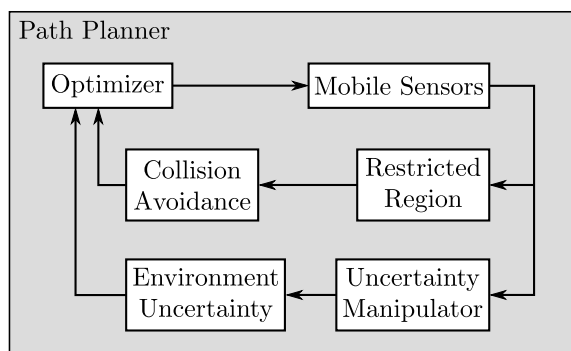 Path Planner
Optimizer
Mobile Sensors
Collision
Avoidance
Restricted
Region
Environment
Uncertainty
Uncertainty
Manipulator